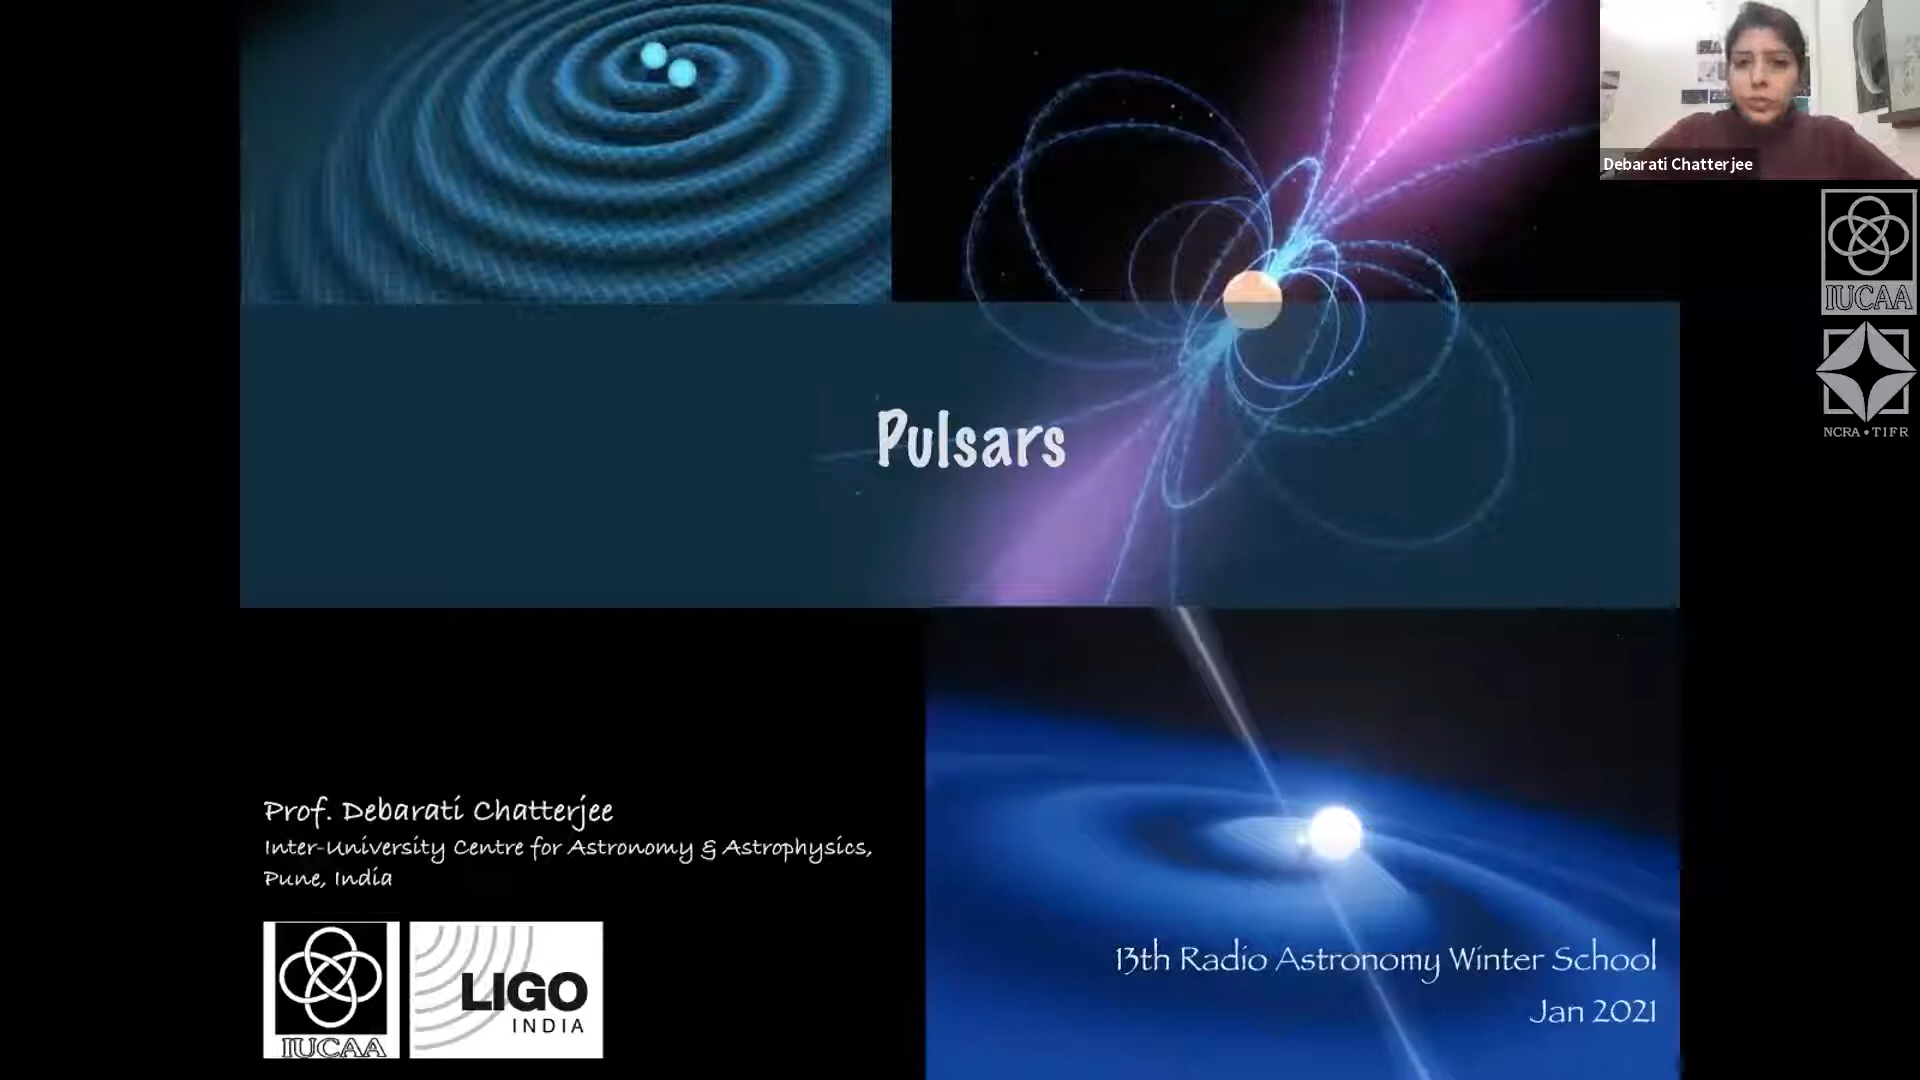 Debarati Chatterjee
IUCAA
NCRA • TIFR
Pulsars
Prof. Debarati Chatterjee
Inter-University Centre for Astronomy & Astrophysics,
Pune, India
IUCAA
LIGO
INDIA
13th Radio Astronomy Winter School
Jan 2021